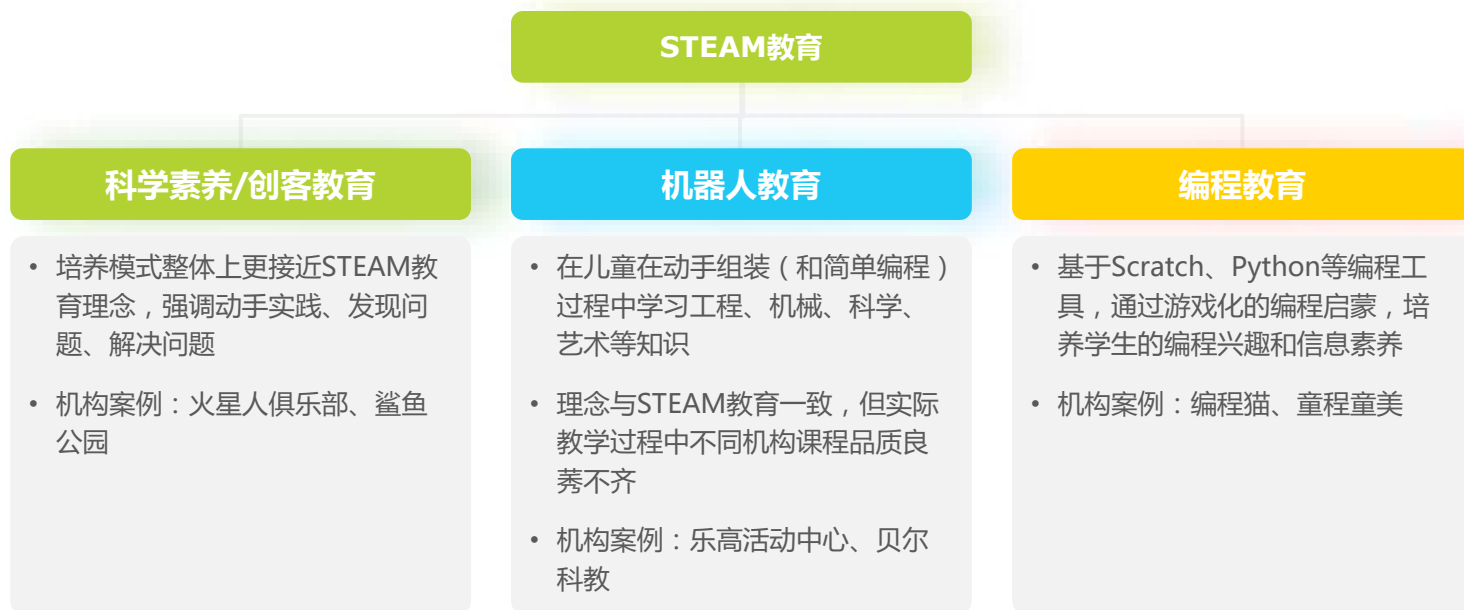 STEAM教育
科学素养/创客教育
• 培养模式整体上更接近STEAM教
育理念，强调动手实践、发现问
题、解决问题
• 机构案例：火星人俱乐部、鲨鱼
公园
机器人教育
• 在儿童在动手组装（和简单编程）
过程中学习工程、机械、科学、
艺术等知识
• 理念与STEAM教育一致，但实际
教学过程中不同机构课程品质良
莠不齐
• 机构案例：乐高活动中心、贝尔
科教
编程教育
• 基于Scratch、Python等编程工
具，通过游戏化的编程启蒙，培
养学生的编程兴趣和信息素养
• 机构案例：编程猫、童程童美